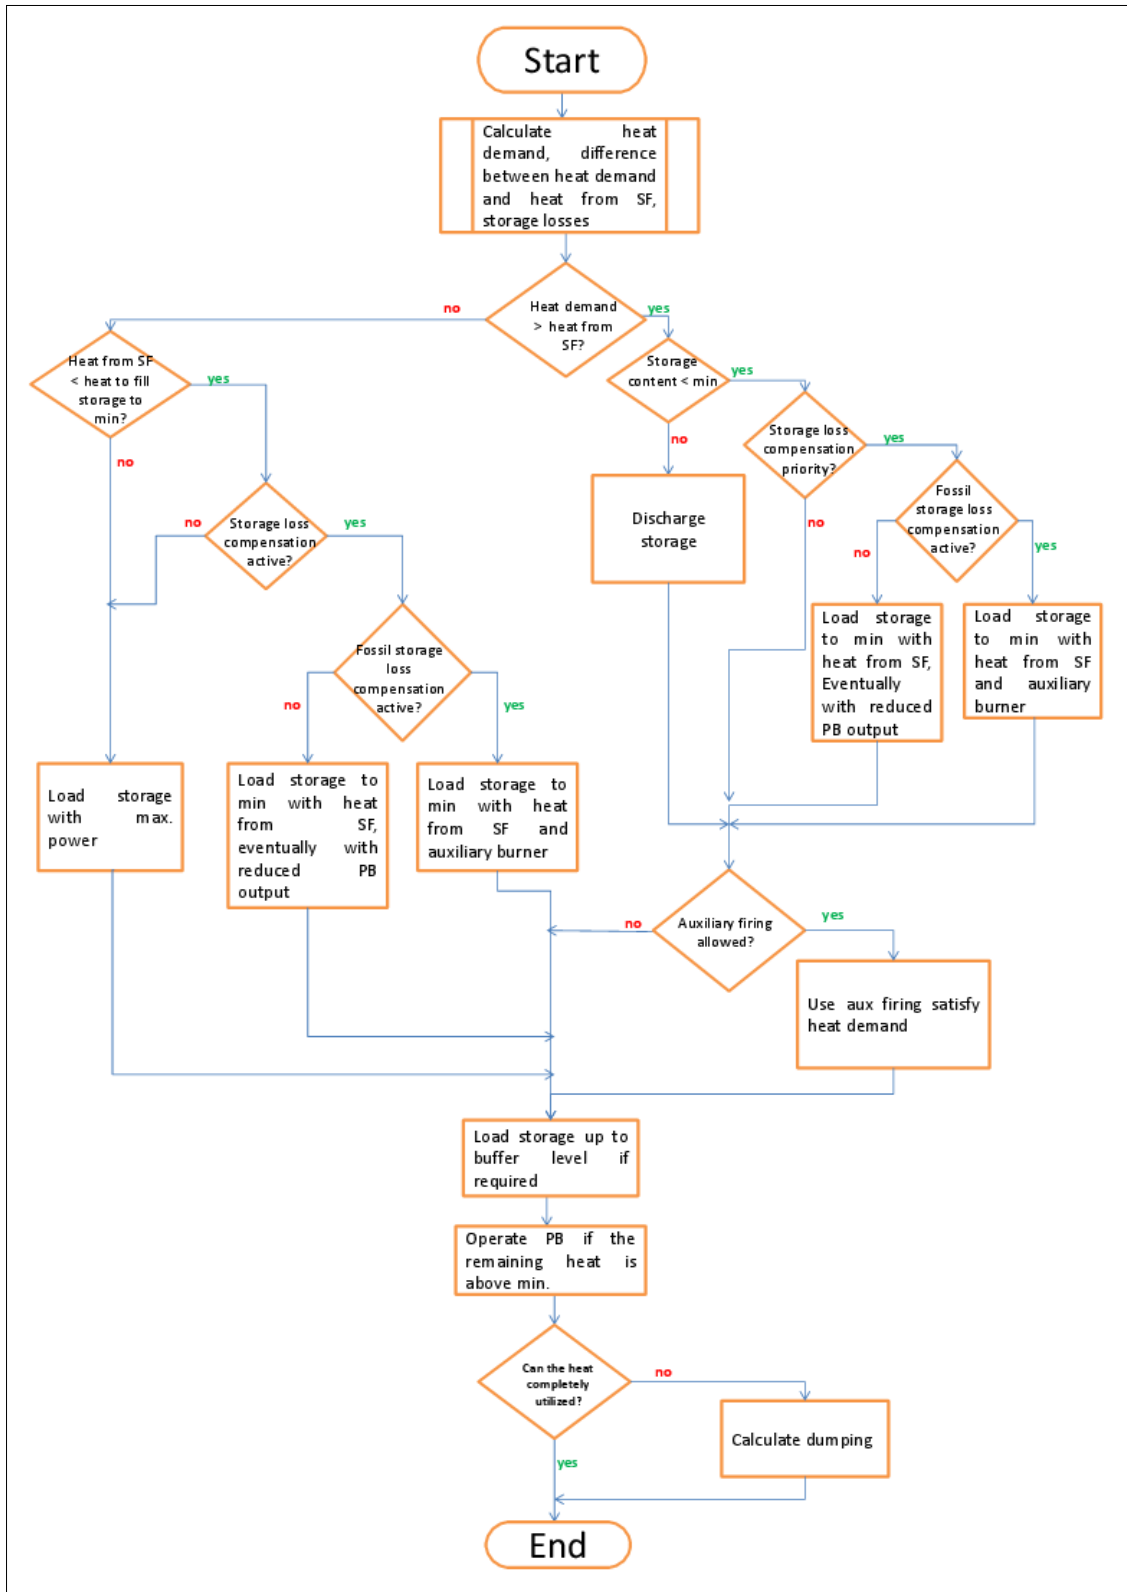 Start
Calculate heat
demand, difference
between heat demand
and heat from SF,
storage losses
no
Heat demand
> heat from
SF?
yes
Heat from SF
< heat to fill
storage to
min?
yes
no
Storage
content < min
yes
no
Storage loss
compensation
priority?
yes
no
Fossil
storage loss
compensation
active?
no
yes
Discharge
storage
no
Storage loss
compensation
active?
yes
Load storage
to min with
heat from SF,
Eventually
with reduced
PB output
Load storage
to min with
heat from SF
and auxiliary
burner
Fossil storage
loss
compensation
active?
no
yes
Load storage
with max.
power
Load storage to
min with heat
from SF,
eventually with
reduced PB
output
Load storage to
min with heat
from SF and
auxiliary burner
no
Auxiliary firing
allowed?
yes
Use aux firing satisfy
heat demand
Load storage up to
buffer level if
required
Operate PB if the
remaining heat is
above min.
Can the heat
completely
utilized?
no
yes
Calculate dumping
End